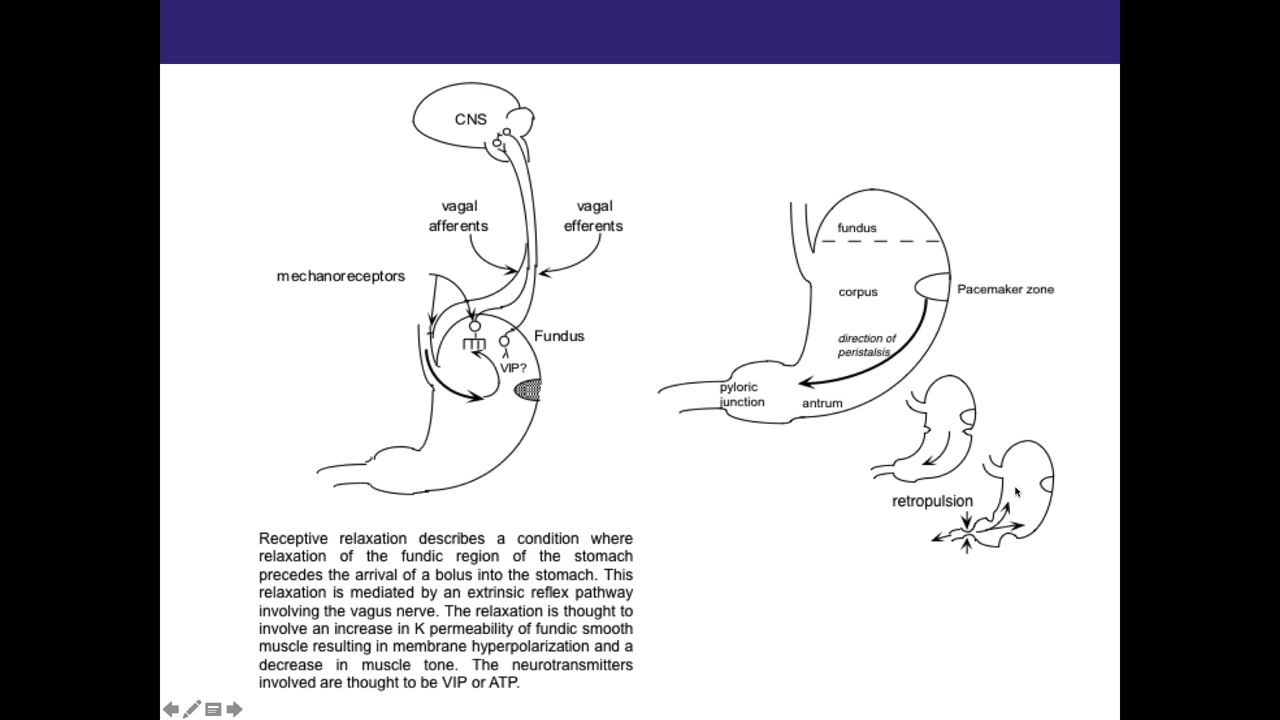 CNS
vagal
afferents
vagal
efferents
mechanoreceptors
Fundus
VIP?
fundus
corpus
Pacemaker zone
direction of
peristalsis
pyloric
junction
antrum
retropulsion
Receptive relaxation describes a condition where
relaxation of the fundic region of the stomach
precedes the arrival of a bolus into the stomach. This
relaxation is mediated by an extrinsic reflex pathway
involving the vagus nerve. The relaxation is thought to
involve an increase in K permeability of fundic smooth
muscle resulting in membrane hyperpolarization and a
decrease in muscle tone. The neurotransmitters
involved are thought to be VIP or ATP.